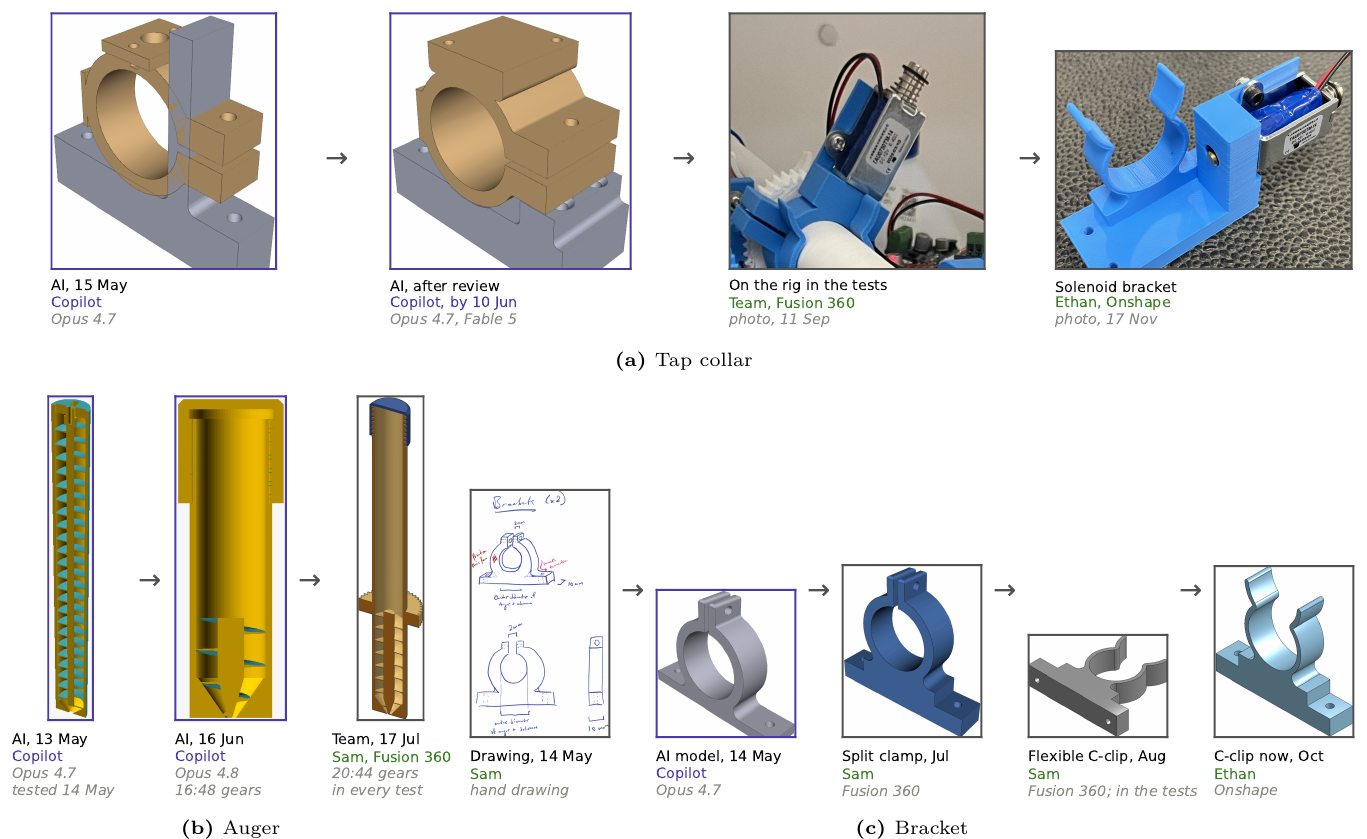 AI, 15 May
Copilot
Opus 4.7
AI, after review
Copilot, by 10 Jun
Opus 4.7, Fable 5
On the rig in the tests
Team, Fusion 360
photo, 11 Sep
Solenoid bracket
Ethan, Onshape
photo, 17 Nov
(a) Tap collar
AI, 13 May
Copilot
Opus 4.7
tested 14 May
AI, 16 Jun
Copilot
Opus 4.8
16:48 gears
Team, 17 Jul
Sam, Fusion 360
20:44 gears
in every test
(b) Auger
Brackets (x2)
2mm
10mm
2mm
10mm
Drawing, 14 May
Sam
hand drawing
AI model, 14 May
Copilot
Opus 4.7
Split clamp, Jul
Sam
Fusion 360
Flexible C-clip, Aug
Sam
Fusion 360; in the tests
C-clip now, Oct
Ethan
Onshape
(c) Bracket